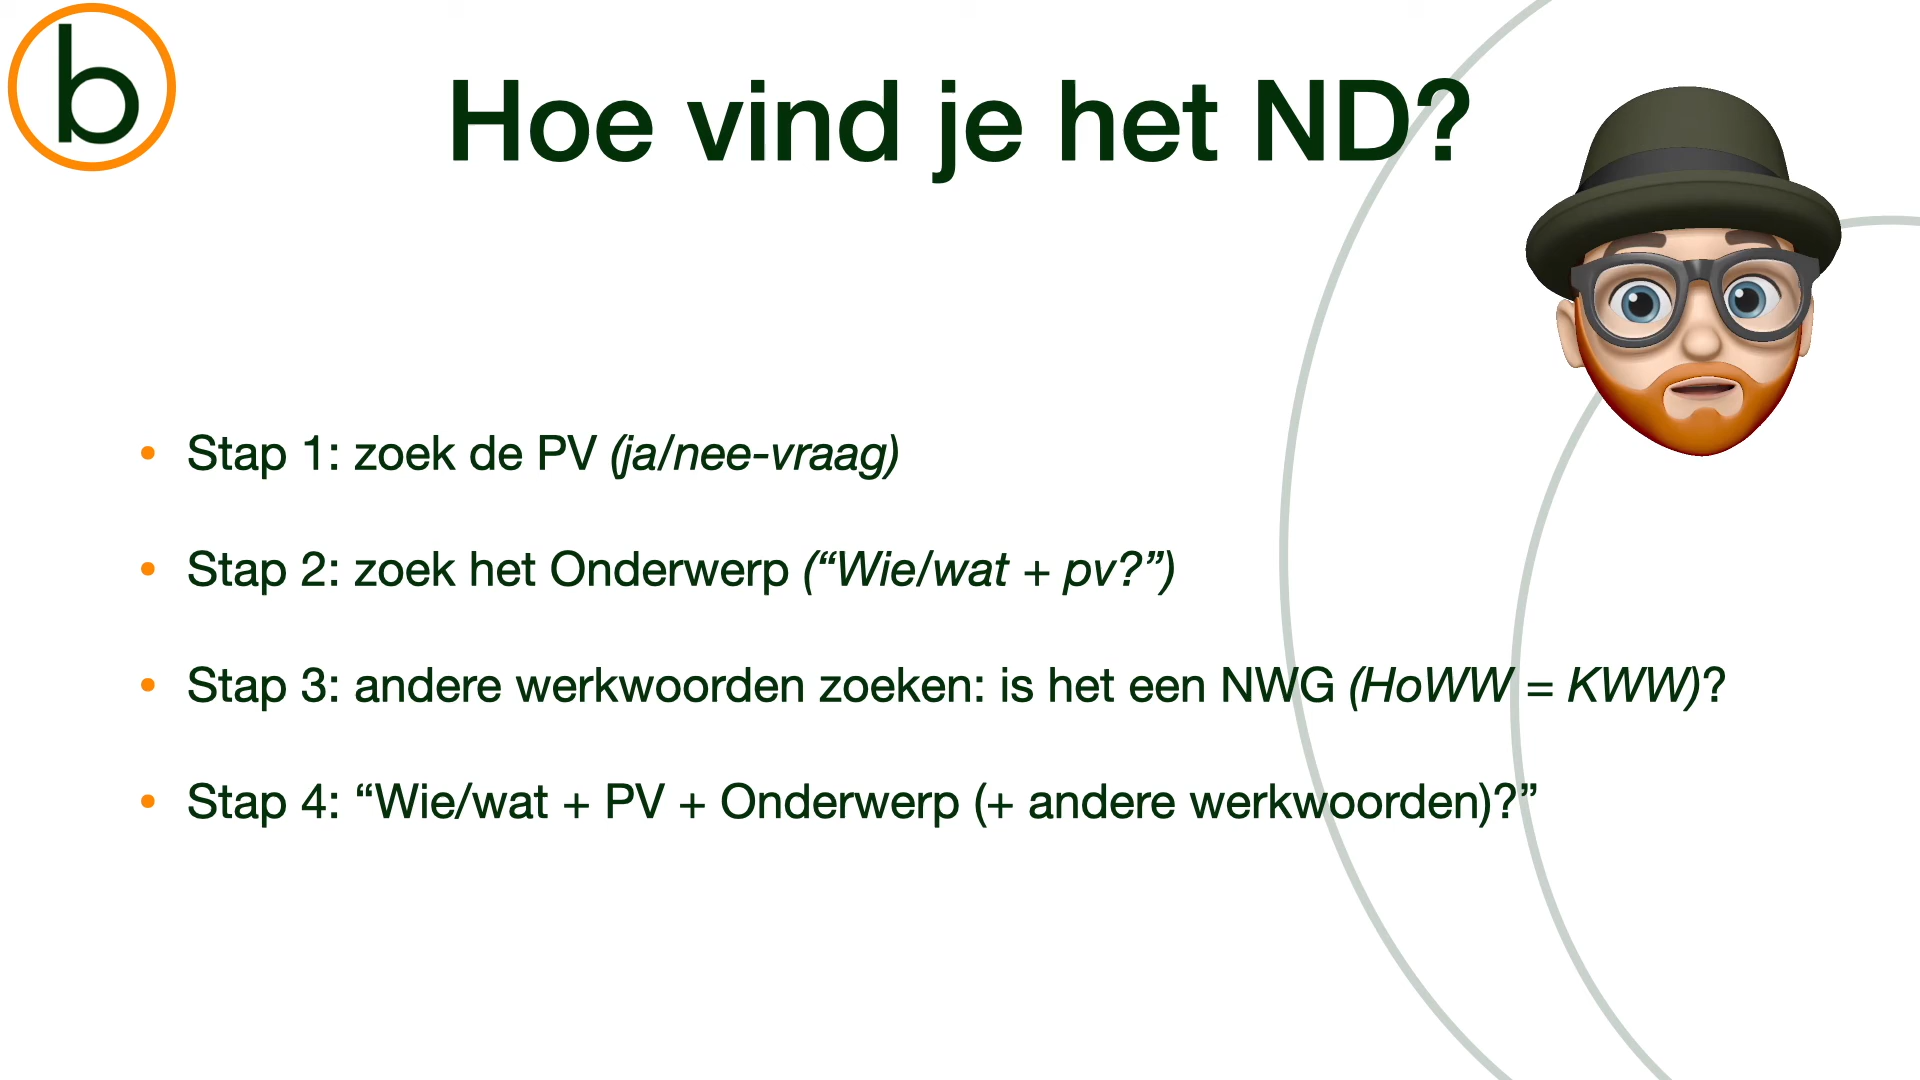 b
Hoe vind je het ND?
• Stap 1: zoek de PV (ja/nee-vraag)
• Stap 2: zoek het Onderwerp (“Wie/wat + pv?”)
• Stap 3: andere werkwoorden zoeken: is het een NWG (HoWW = KWW)?
• Stap 4: “Wie/wat + PV + Onderwerp (+ andere werkwoorden)?”